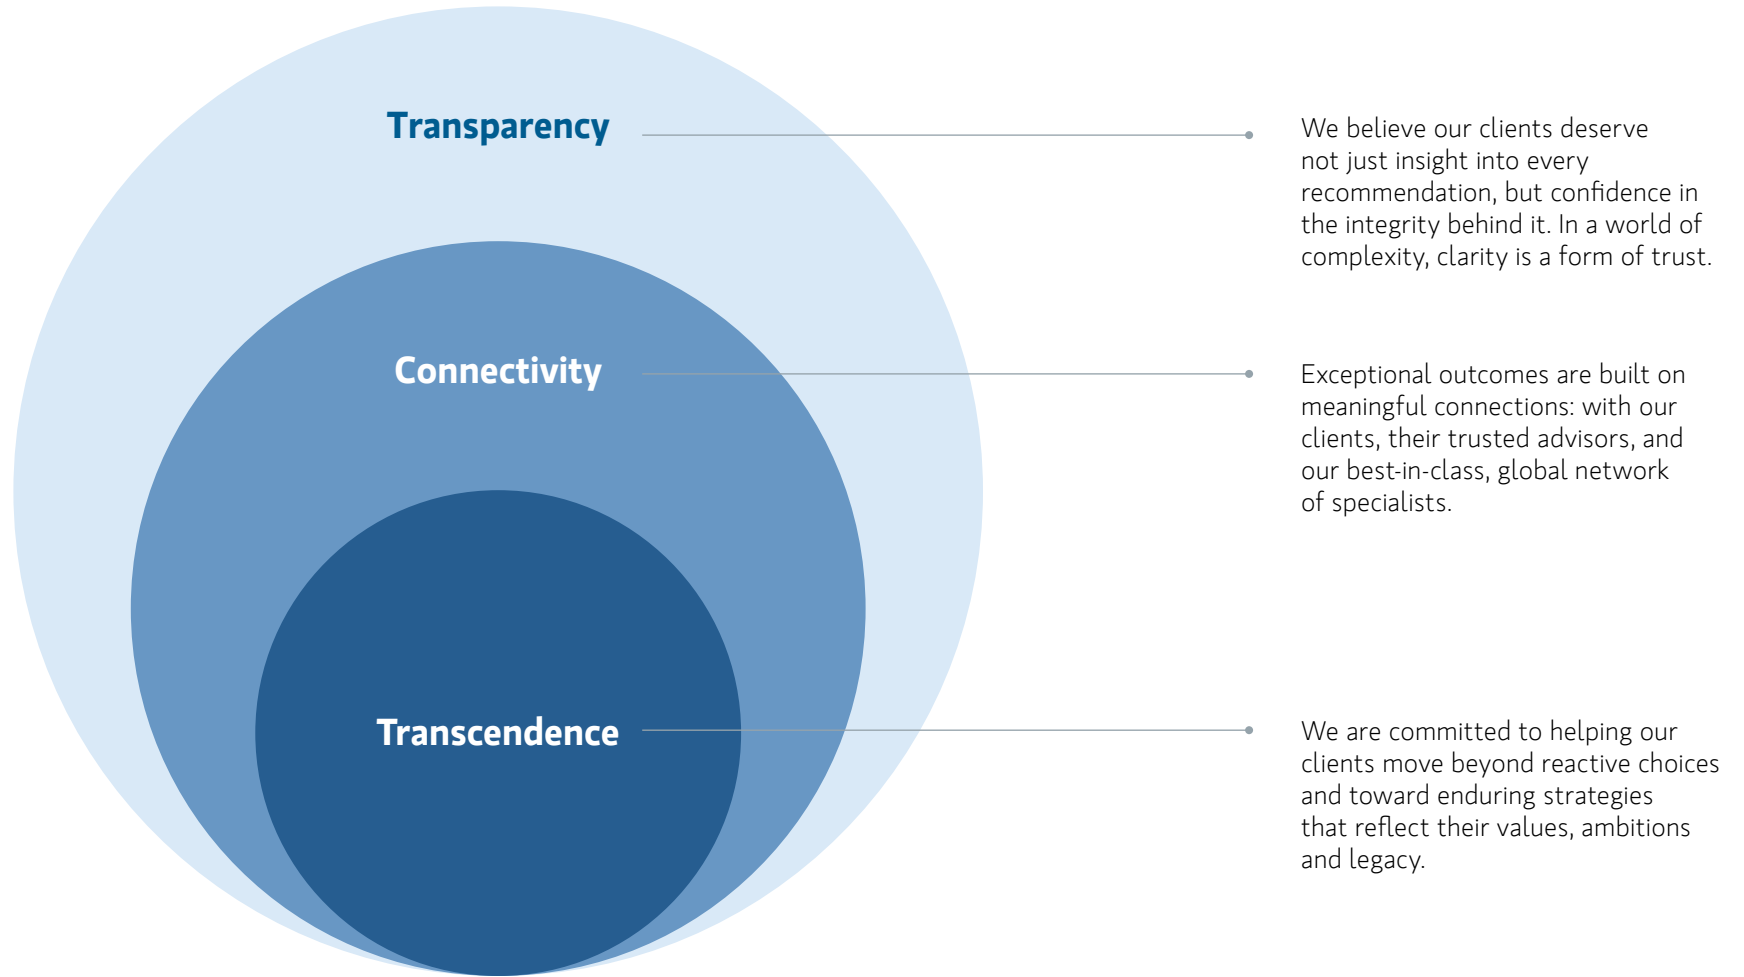 Transparency
We believe our clients deserve
not just insight into every
recommendation, but confidence in
the integrity behind it. In a world of
complexity, clarity is a form of trust.
Connectivity
Exceptional outcomes are built on
meaningful connections: with our
clients, their trusted advisors, and
our best-in-class, global network
of specialists.
Transcendence
We are committed to helping our
clients move beyond reactive choices
and toward enduring strategies
that reflect their values, ambitions
and legacy.